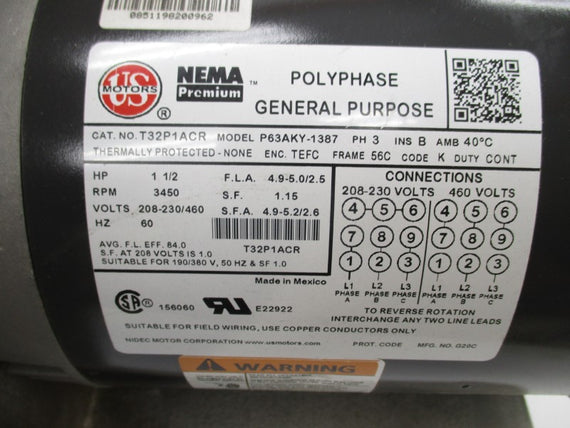 0851198200962
US
MOTORS
®
NEMA ™
Premium
POLYPHASE
GENERAL PURPOSE
CAT. NO. T32P1ACR MODEL P63AKY-1387 PH 3 INS B AMB 40°C
THERMALLY PROTECTED - NONE ENC. TEFC FRAME 56C CODE K DUTY CONT
HP 1 1/2 F.L.A. 4.9-5.0/2.5
RPM 3450 S.F. 1.15
VOLTS 208-230/460 S.F.A. 4.9-5.2/2.6
HZ 60
AVG. F.L. EFF. 84.0
S.F. AT 208 VOLTS IS 1.0
SUITABLE FOR 190/380 V, 50 HZ & SF 1.0
T32P1ACR
CONNECTIONS
208-230 VOLTS 460 VOLTS
4 5 6 4 5 6
7 8 9 7 8 9
1 2 3 1 2 3
L1 L2 L3 L1 L2 L3
PHASE PHASE PHASE PHASE PHASE PHASE
A B C A B C
Made in Mexico
TO REVERSE ROTATION
INTERCHANGE ANY TWO LINE LEADS
® 156060 ® E22922
SUITABLE FOR FIELD WIRING, USE COPPER CONDUCTORS ONLY
NIDEC MOTOR CORPORATION www.usmotors.com PROT. CODE MFG. NO. G20C
WARNING